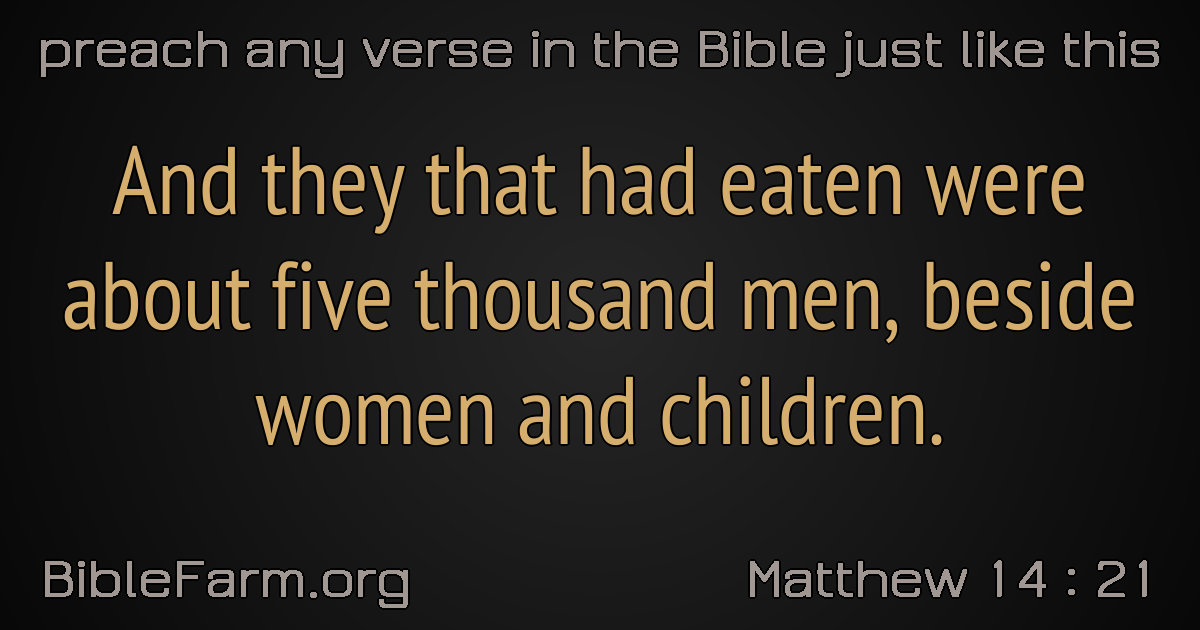 preach any verse in the Bible just like this
And they that had eaten were
about five thousand men, beside
women and children.
BibleFarm.org
Matthew 14 : 21